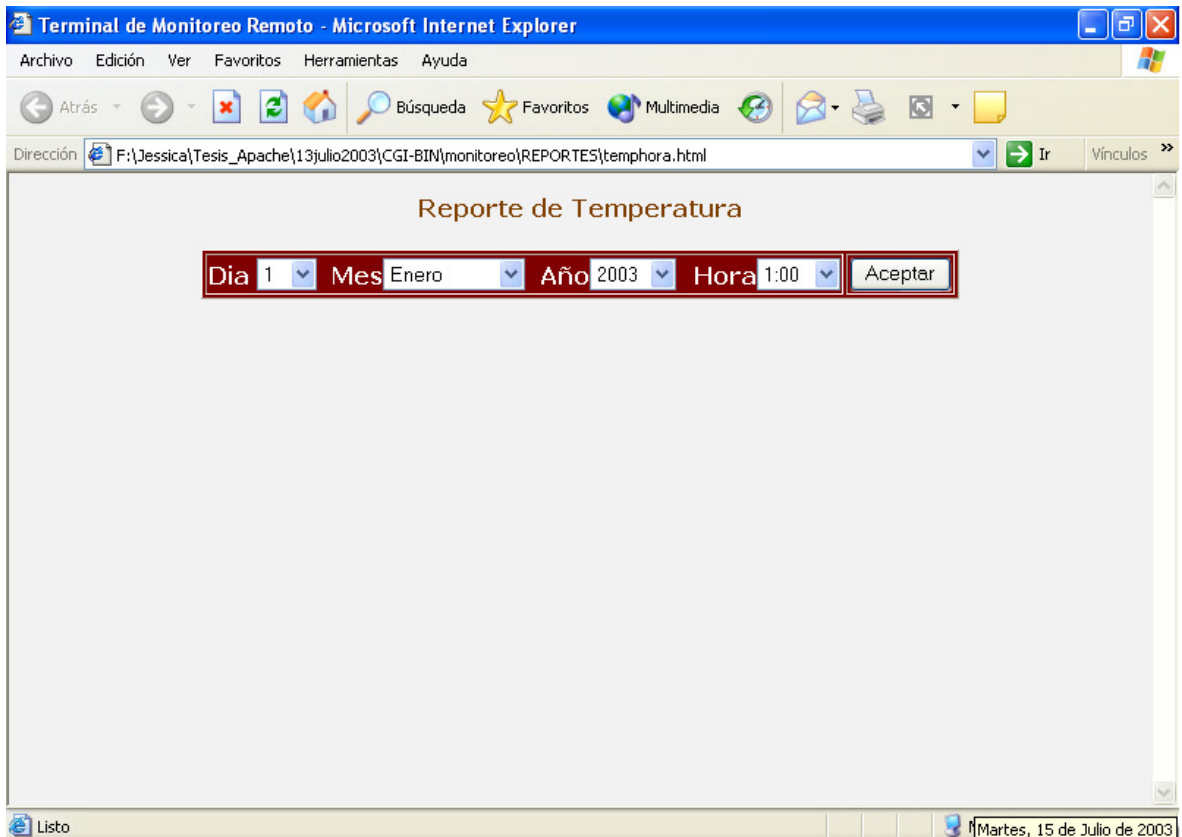 Terminal de Monitoreo Remoto - Microsoft Internet Explorer
Archivo Edición Ver Favoritos Herramientas Ayuda
Atrás Búsqueda Favoritos Multimedia
Dirección F:\Jessica\Tesis_Apache\13julio2003\CGI-BIN\monitoreo\REPORTES\temphora.html Ir Vínculos »
Reporte de Temperatura
Dia 1 Mes Enero Año 2003 Hora 1:00 Aceptar
Listo Martes, 15 de Julio de 2003